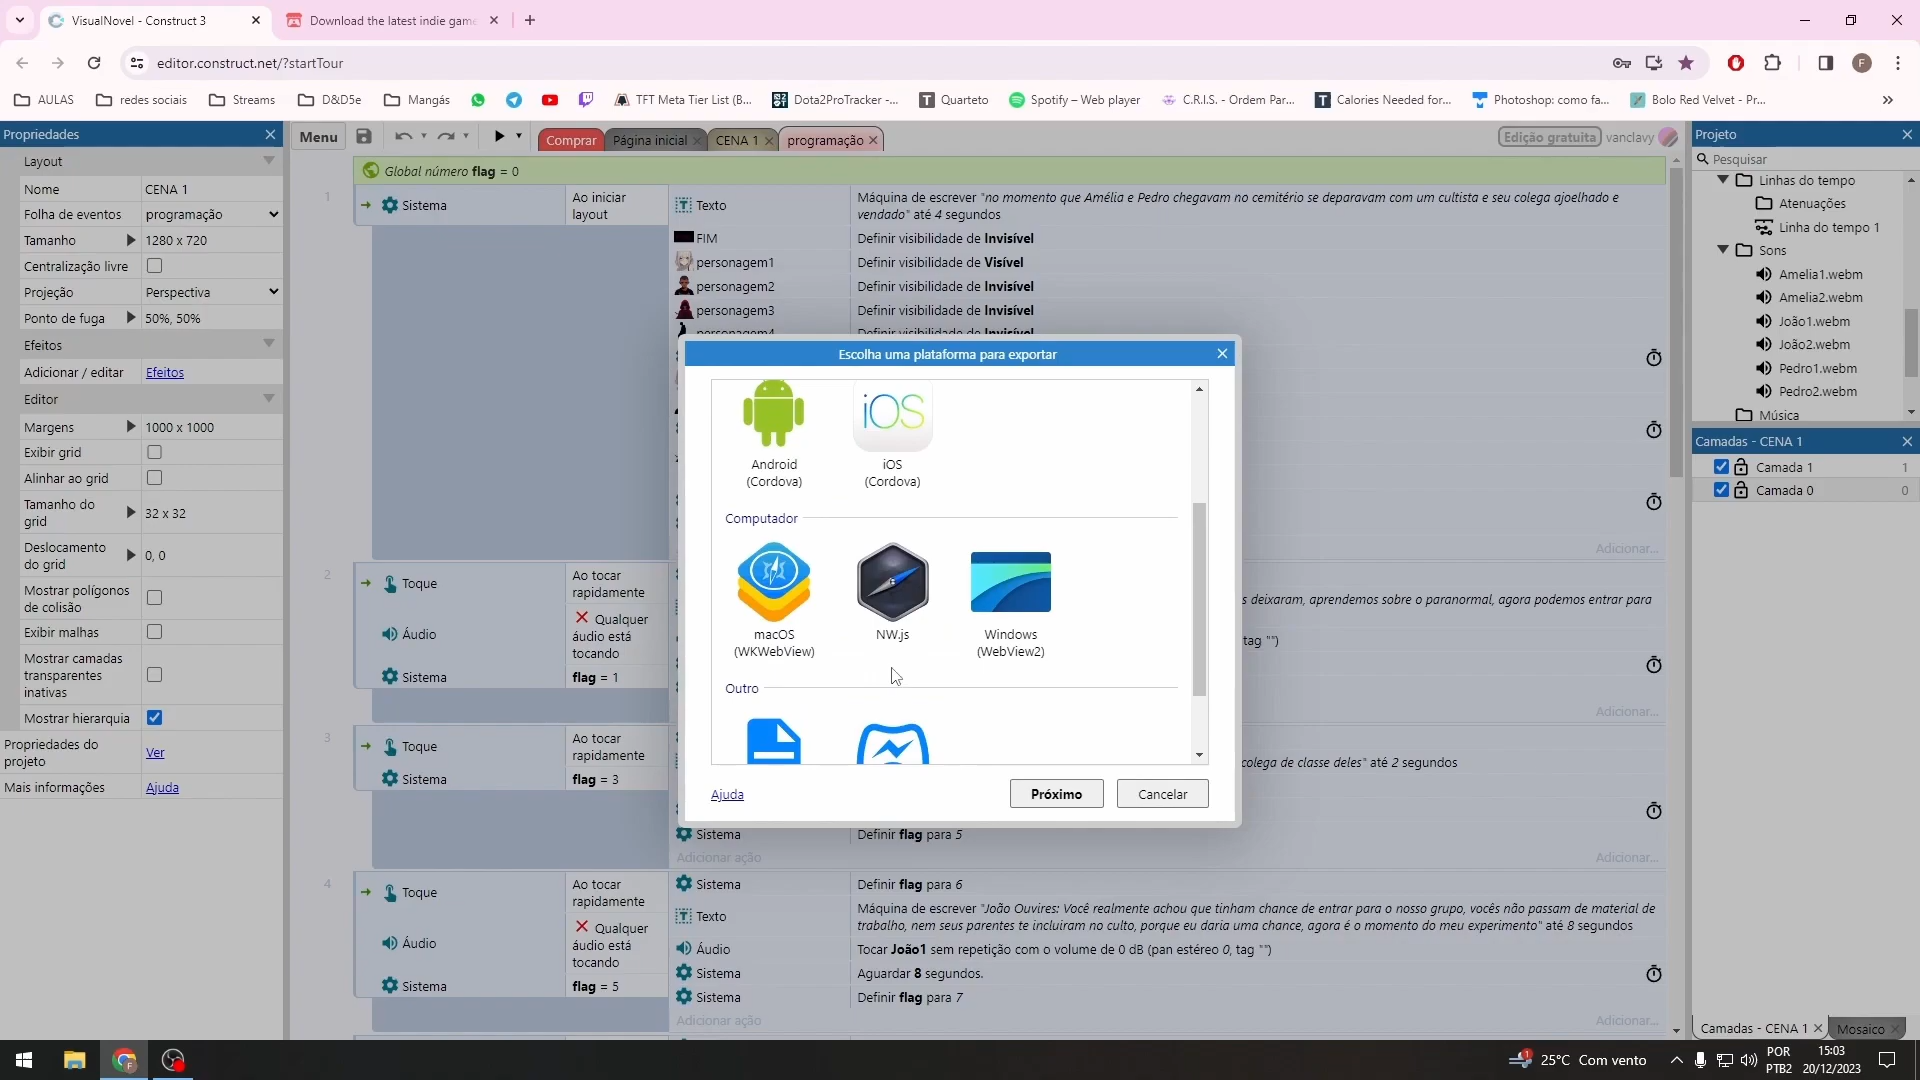 VisualNovel - Construct 3
Download the latest indie game
editor.construct.net/?startTour
F
AULAS
redes sociais
Streams
D&D5e
Mangás
TFT Meta Tier List (B...
Dota2ProTracker -...
Quarteto
Spotify – Web player
C.R.I.S. - Ordem Par...
Calories Needed for...
Photoshop: como fa...
Bolo Red Velvet - Pr...
Propriedades
Menu
Comprar
Página inicial
CENA 1
programação
Edição gratuita
vanclavy
Projeto
Layout
Nome
CENA 1
Folha de eventos
programação
Tamanho
1280 x 720
Centralização livre
Projeção
Perspectiva
Ponto de fuga
50%, 50%
Efeitos
Adicionar / editar
Efeitos
Editor
Margens
1000 x 1000
Exibir grid
Alinhar ao grid
Tamanho do
grid
32 x 32
Deslocamento
do grid
0, 0
Mostrar polígonos
de colisão
Exibir malhas
Mostrar camadas
transparentes
inativas
Mostrar hierarquia
Propriedades do
projeto
Ver
Mais informações
Ajuda
Global número flag = 0
1
Sistema
Ao iniciar
layout
Texto
Máquina de escrever "no momento que Amélia e Pedro chegavam no cemitério se deparavam com um cultista e seu colega ajoelhado e
vendado" até 4 segundos
FIM
Definir visibilidade de Invisível
personagem1
Definir visibilidade de Visível
personagem2
Definir visibilidade de Invisível
personagem3
Definir visibilidade de Invisível
personagem4
Definir visibilidade de Invisível
Adicionar...
2
Toque
Ao tocar
rapidamente
Áudio
Qualquer
áudio está
tocando
Sistema
flag = 1
s deixaram, aprendemos sobre o paranormal, agora podemos entrar para
tag "")
Adicionar...
3
Toque
Ao tocar
rapidamente
Sistema
flag = 3
colega de classe deles" até 2 segundos
Sistema
Definir flag para 5
Adicionar ação
Adicionar...
4
Toque
Ao tocar
rapidamente
Áudio
Qualquer
áudio está
tocando
Sistema
flag = 5
Sistema
Definir flag para 6
Texto
Máquina de escrever "João Ouvires: Você realmente achou que tinham chance de entrar para o nosso grupo, vocês não passam de material de
trabalho, nem seus parentes te incluiram no culto, porque eu daria uma chance, agora é o momento do meu experimento" até 8 segundos
Áudio
Tocar João1 sem repetição com o volume de 0 dB (pan estéreo 0, tag "")
Sistema
Aguardar 8 segundos.
Sistema
Definir flag para 7
Adicionar ação
Adicionar...
Escolha uma plataforma para exportar
Android
(Cordova)
iOS
iOS
(Cordova)
Computador
macOS
(WKWebView)
NW.js
Windows
(WebView2)
Outro
Ajuda
Próximo
Cancelar
Pesquisar
Linhas do tempo
Atenuações
Linha do tempo 1
Sons
Amelia1.webm
Amelia2.webm
João1.webm
João2.webm
Pedro1.webm
Pedro2.webm
Música
Camadas - CENA 1
Camada 1
1
Camada 0
0
Camadas - CENA 1
Mosaico
1
25°C Com vento
POR
PTB2
15:03
20/12/2023